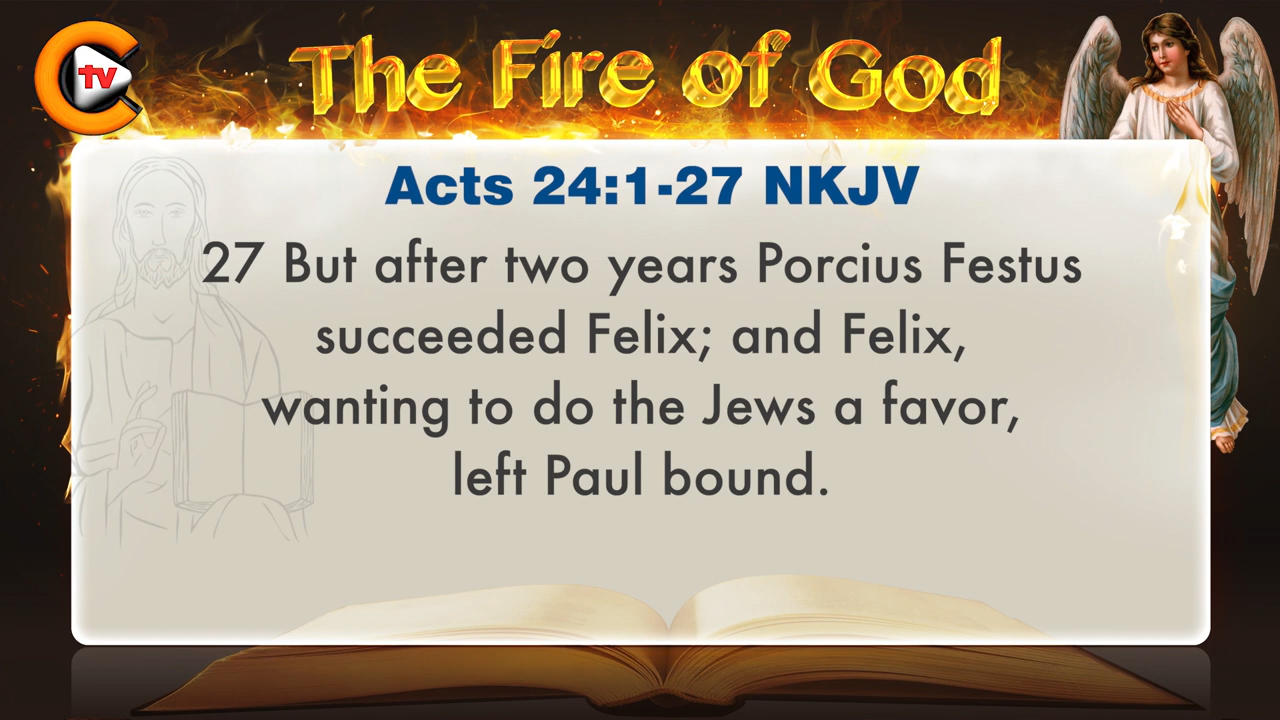 tv
The Fire of God
Acts 24:1-27 NKJV
27 But after two years Porcius Festus
succeeded Felix; and Felix,
wanting to do the Jews a favor,
left Paul bound.